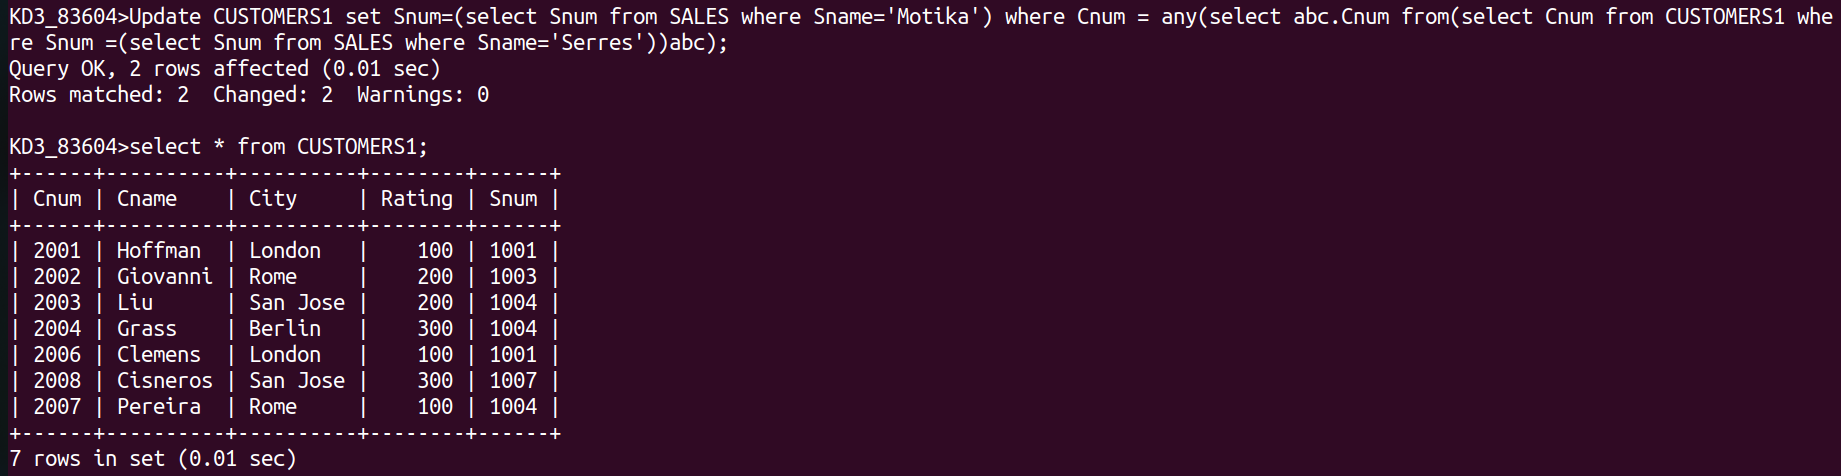 KD3_83604>Update CUSTOMERS1 set Snum=(select Snum from SALES where Sname='Motika') where Cnum = any(select abc.Cnum from(select Cnum from CUSTOMERS1 whe
re Snum =(select Snum from SALES where Sname='Serres'))abc);
Query OK, 2 rows affected (0.01 sec)
Rows matched: 2  Changed: 2  Warnings: 0

KD3_83604>select * from CUSTOMERS1;
+------+----------+----------+--------+------+
| Cnum | Cname    | City     | Rating | Snum |
+------+----------+----------+--------+------+
| 2001 | Hoffman  | London   |    100 | 1001 |
| 2002 | Giovanni | Rome     |    200 | 1003 |
| 2003 | Liu      | San Jose |    200 | 1004 |
| 2004 | Grass    | Berlin   |    300 | 1004 |
| 2006 | Clemens  | London   |    100 | 1001 |
| 2008 | Cisneros | San Jose |    300 | 1007 |
| 2007 | Pereira  | Rome     |    100 | 1004 |
+------+----------+----------+--------+------+
7 rows in set (0.01 sec)